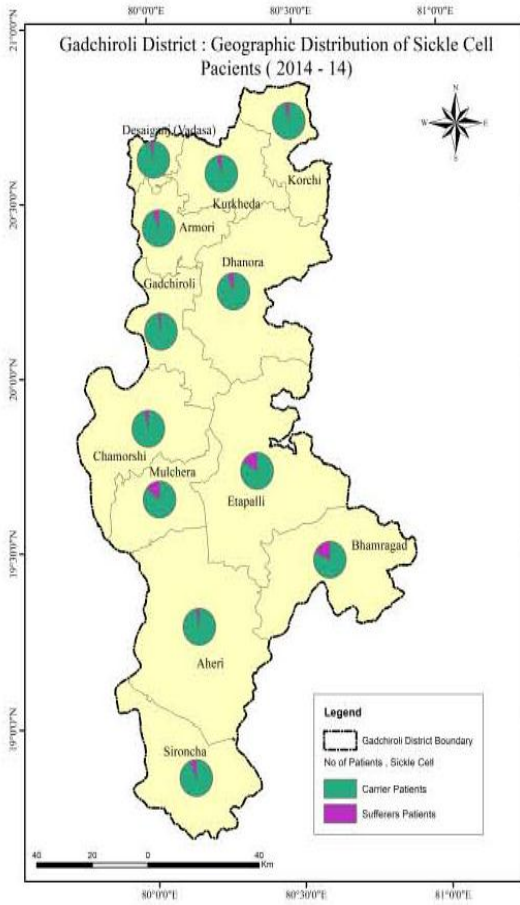 80°0'0"E 80°30'0"E 81°0'0"E
21°0'0"N
Gadchiroli District : Geographic Distribution of Sickle Cell
Pacients ( 2014 - 14)
N
W E
S
Desaiganj (Vadasa)
Korchi
Kurkheda
20°30'0"N
Armori
Dhanora
Gadchiroli
20°0'0"N
Chamorshi
Mulchera
Etapalli
Bhamragad
19°30'0"N
Aheri
Legend
Gadchiroli District Boundary
No of Patients , Sickle Cell
Carrier Patients
Sufferers Patients
19°0'0"N
Sironcha
40 20 0 40
Km
80°0'0"E 80°30'0"E 81°0'0"E